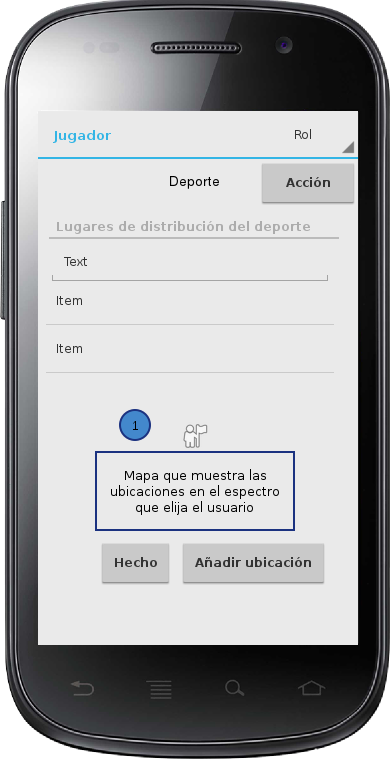 Jugador
Rol
Deporte
Acción
Lugares de distribución del deporte
Text
Item
Item
1
Mapa que muestra las
ubicaciones en el espectro
que elija el usuario
Hecho
Añadir ubicación